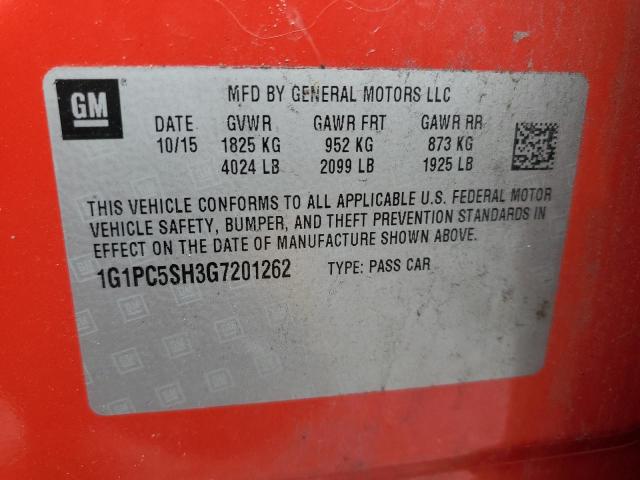 GM
MFD BY GENERAL MOTORS LLC
DATE GVWR GAWR FRT GAWR RR
10/15 1825 KG 952 KG 873 KG
4024 LB 2099 LB 1925 LB
THIS VEHICLE CONFORMS TO ALL APPLICABLE U.S. FEDERAL MOTOR
VEHICLE SAFETY, BUMPER, AND THEFT PREVENTION STANDARDS IN
EFFECT ON THE DATE OF MANUFACTURE SHOWN ABOVE.
1G1PC5SH3G7201262 TYPE: PASS CAR